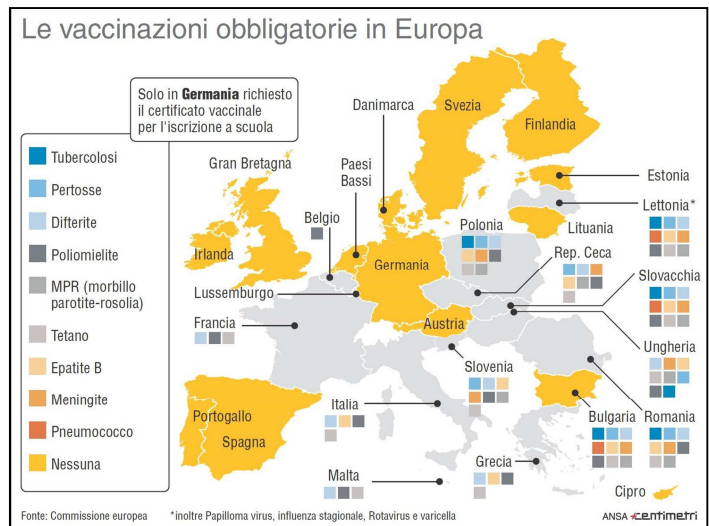 Le vaccinazioni obbligatorie in Europa
Solo in Germania richiesto
il certificato vaccinale
per l'iscrizione a scuola
Tubercolosi
Pertosse
Difterite
Poliomielite
MPR (morbillo
parotite-rosolia)
Tetano
Epatite B
Meningite
Pneumococco
Nessuna
Danimarca
Svezia
Finlandia
Gran Bretagna
Paesi
Bassi
Estonia
Belgio
Lettonia*
Polonia
Lituania
Rep. Ceca
Irlanda
Germania
Slovacchia
Lussemburgo
Francia
Austria
Ungheria
Slovenia
Italia
Portogallo
Spagna
Bulgaria
Romania
Malta
Grecia
Cipro
Fonte: Commissione europea
*inoltre Papilloma virus, influenza stagionale, Rotavirus e varicella
ANSA centimetri